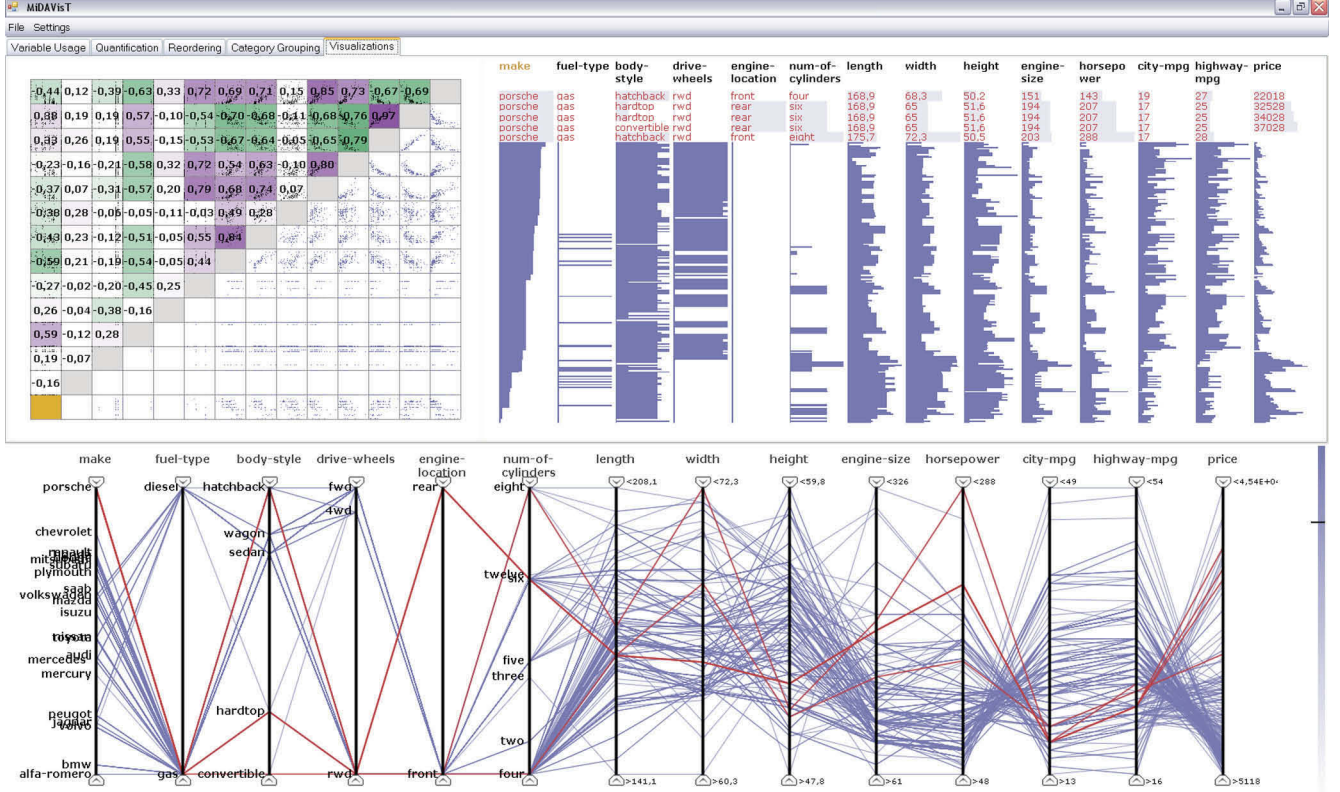 MiDAVisT
File Settings
Variable Usage Quantification Reordering Category Grouping Visualizations
-0,44 0,12 -0,39 -0,63 0,33 0,72 0,69 0,71 0,15 0,85 0,73 -0,67 -0,69
0,38 0,19 0,19 0,57 -0,10 -0,54 -0,70 -0,68 -0,11 -0,68 -0,76 0,97
0,33 0,26 0,19 0,55 -0,15 -0,53 -0,67 -0,64 -0,05 -0,65 -0,79
-0,23 -0,16 -0,21 -0,58 0,32 0,72 0,54 0,63 -0,10 0,80
-0,37 0,07 -0,31 -0,57 0,20 0,79 0,68 0,74 0,07
-0,38 0,28 -0,06 -0,05 -0,11 -0,03 0,49 0,28
-0,43 0,23 -0,12 -0,51 -0,05 0,55 0,84
-0,59 0,21 -0,19 -0,54 -0,05 0,44
-0,27 -0,02 -0,20 -0,45 0,25
0,26 -0,04 -0,38 -0,16
0,59 -0,12 0,28
0,19 -0,07
-0,16
make fuel-type body-style drive-wheels engine-location num-of-cylinders length width height engine-size horsepower city-mpg highway-mpg price
porsche gas hatchback rwd front four 168,9 68,3 50,2 151 143 19 27 22018
porsche gas hardtop rwd rear six 168,9 65 51,6 194 207 17 25 32528
porsche gas hardtop rwd rear six 168,9 65 51,6 194 207 17 25 34028
porsche gas convertible rwd rear six 168,9 65 51,6 194 207 17 25 37028
porsche gas hatchback rwd front eight 175,7 72,3 50,5 203 288 17 28
make fuel-type body-style drive-wheels engine-location num-of-cylinders length width height engine-size horsepower city-mpg highway-mpg price
porsche diesel hatchback fwd rear eight <208,1 <72,3 <59,8 <326 <288 <49 <54 <4,54E+0
4wd
chevrolet
wagon
sedan
subaru
plymouth
twelve
six
saab
volkswagen
mazda
isuzu
nissan
toyota
audi
mercedes
five
mercury
three
hardtop
peugot
jaguar
volvo
two
bmw
alfa-romero gas convertible rwd front four
>141,1 >60,3 >47,8 >61 >48 >13 >16 >5118